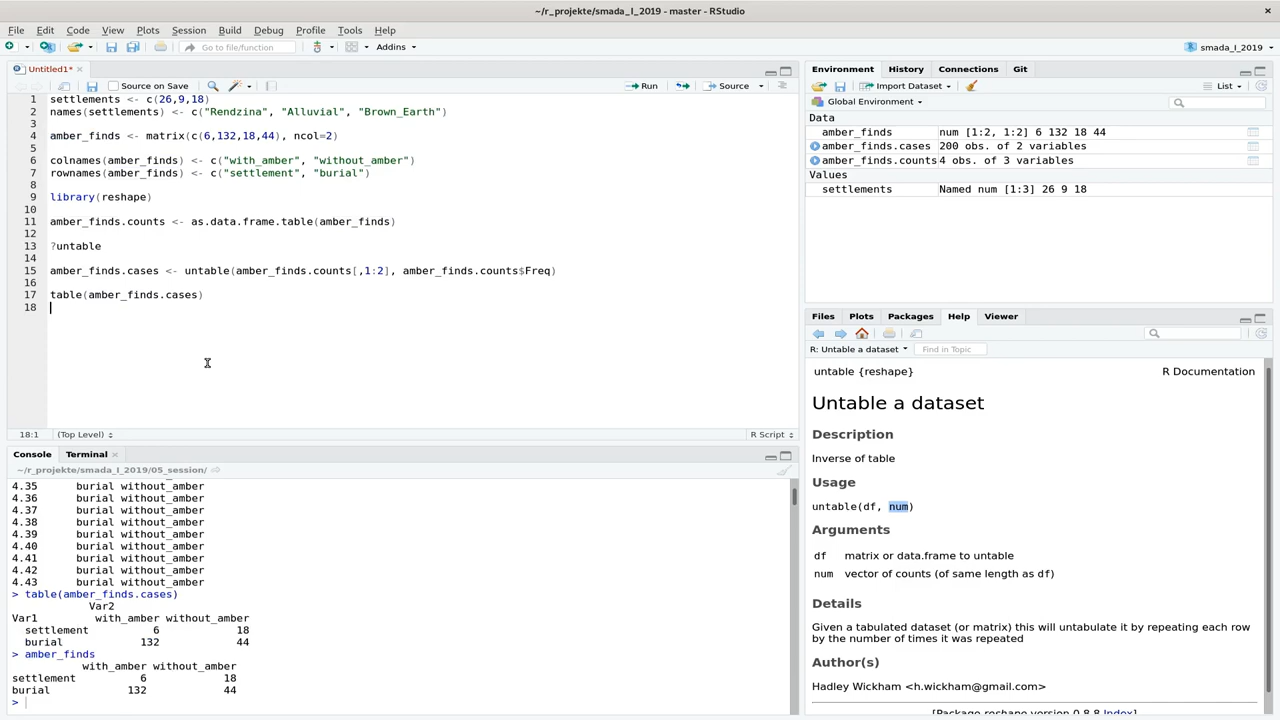 ~/r_projekte/smada_I_2019 - master - RStudio
File Edit Code View Plots Session Build Debug Profile Tools Help
Go to file/function Addins smada_I_2019
Untitled1*
Source on Save Run Source
1 settlements <- c(26,9,18)
2 names(settlements) <- c("Rendzina", "Alluvial", "Brown_Earth")
3
4 amber_finds <- matrix(c(6,132,18,44), ncol=2)
5
6 colnames(amber_finds) <- c("with_amber", "without_amber")
7 rownames(amber_finds) <- c("settlement", "burial")
8
9 library(reshape)
10
11 amber_finds.counts <- as.data.frame.table(amber_finds)
12
13 ?untable
14
15 amber_finds.cases <- untable(amber_finds.counts[,1:2], amber_finds.counts$Freq)
16
17 table(amber_finds.cases)
18
18:1 (Top Level) R Script
Console Terminal
~/r_projekte/smada_I_2019/05_session/
4.35 burial without_amber
4.36 burial without_amber
4.37 burial without_amber
4.38 burial without_amber
4.39 burial without_amber
4.40 burial without_amber
4.41 burial without_amber
4.42 burial without_amber
4.43 burial without_amber
> table(amber_finds.cases)
Var2
Var1 with_amber without_amber
settlement 6 18
burial 132 44
> amber_finds
with_amber without_amber
settlement 6 18
burial 132 44
>
Environment History Connections Git
Import Dataset List
Global Environment
Data
amber_finds num [1:2, 1:2] 6 132 18 44
amber_finds.cases 200 obs. of 2 variables
amber_finds.counts 4 obs. of 3 variables
Values
settlements Named num [1:3] 26 9 18
Files Plots Packages Help Viewer
R: Untable a dataset Find in Topic
untable {reshape} R Documentation
Untable a dataset
Description
Inverse of table
Usage
untable(df, num)
Arguments
df matrix or data.frame to untable
num vector of counts (of same length as df)
Details
Given a tabulated dataset (or matrix) this will untabulate it by repeating each row
by the number of times it was repeated
Author(s)
Hadley Wickham <h.wickham@gmail.com>
[Package reshape version 0.8.8 Index]